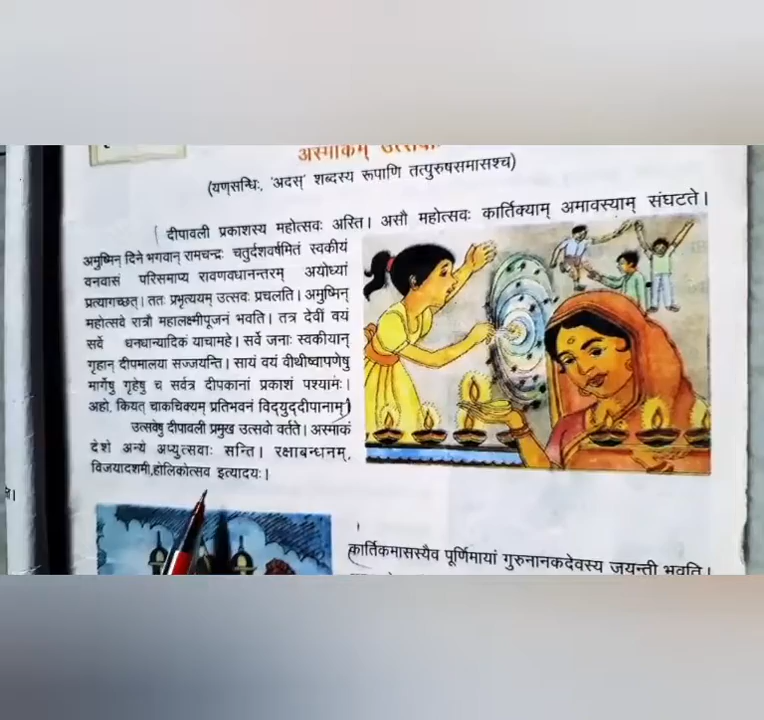 अस्माकम्
(यण्सन्धिः, 'अदस्' शब्दस्य रूपाणि तत्पुरुषसमासश्च)
दीपावली प्रकाशस्य महोत्सवः अस्ति। असौ महोत्सवः कार्तिक्याम् अमावस्याम् संघटते।
अमुष्मिन् दिने भगवान् रामचन्द्रः चतुर्दशवर्षमितं स्वकीयं
वनवासं परिसमाप्य रावणवधानन्तरम् अयोध्यां
प्रत्यागच्छत्। ततः प्रभृत्ययम् उत्सवः प्रचलति। अमुष्मिन्
महोत्सवे रात्रौ महालक्ष्मीपूजनं भवति। तत्र देवीं वयं
सर्वे धनधान्यादिकं याचामहे। सर्वे जनाः स्वकीयान्
गृहान् दीपमालया सज्जयन्ति। सायं वयं वीथीष्वापणेषु
मार्गेषु गृहेषु च सर्वत्र दीपकानां प्रकाशं पश्यामः।
अहो, कियत् चाकचिक्यम् प्रतिभवनं विद्युद्दीपानाम्)
उत्सवेषु दीपावली प्रमुख उत्सवो वर्तते। अस्माकं
देशे अन्ये अप्युत्सवाः सन्ति। रक्षाबन्धनम्,
विजयादशमी,होलिकोत्सव इत्यादयः।
(कार्तिकमासस्यैव पूर्णिमायां गुरुनानकदेवस्य जयन्ती भवति।